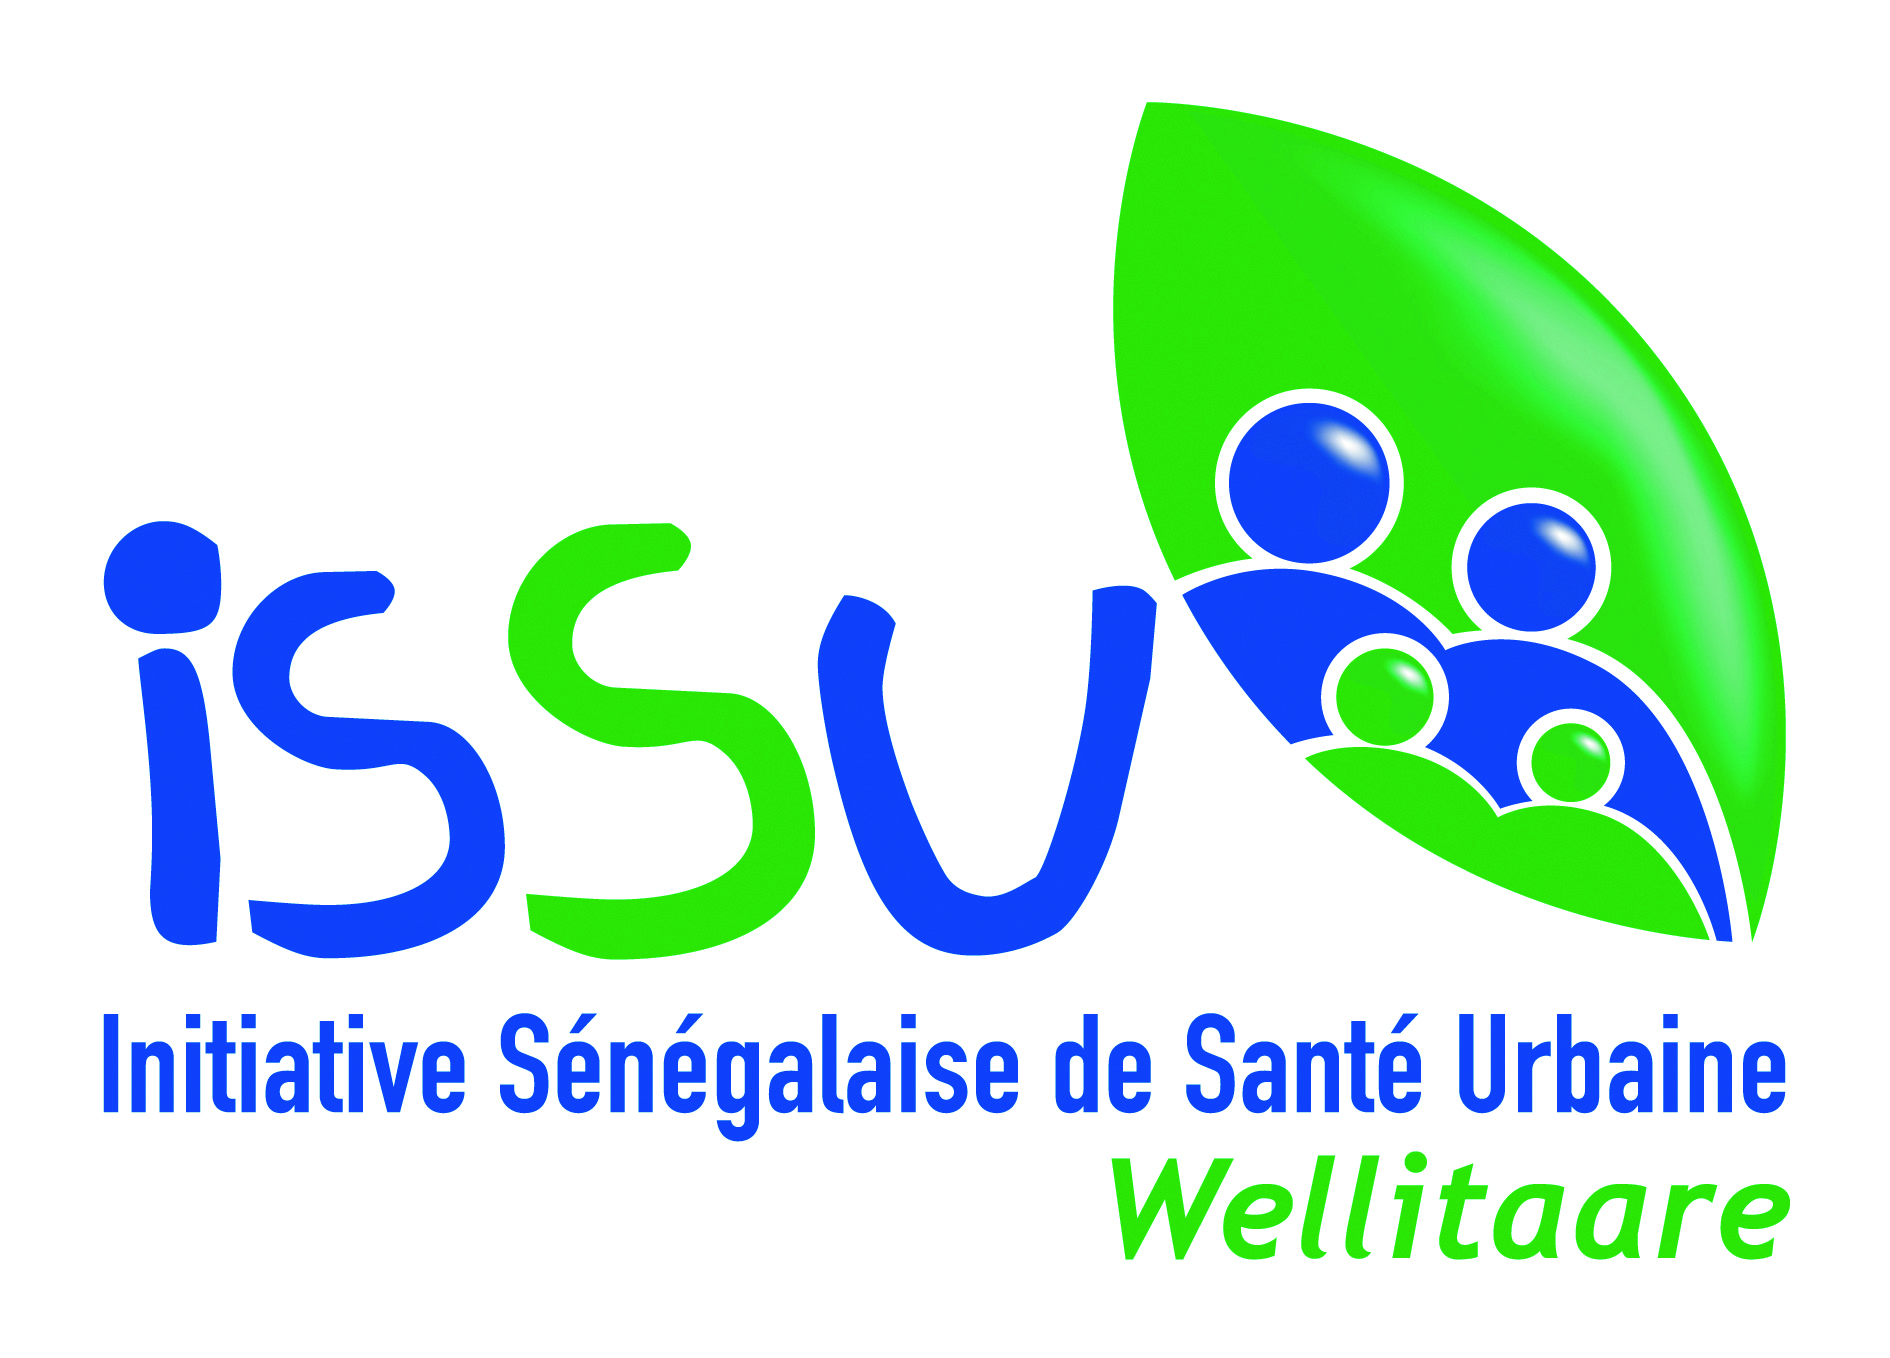 issu
Initiative Sénégalaise de Santé Urbaine
Wellitaare